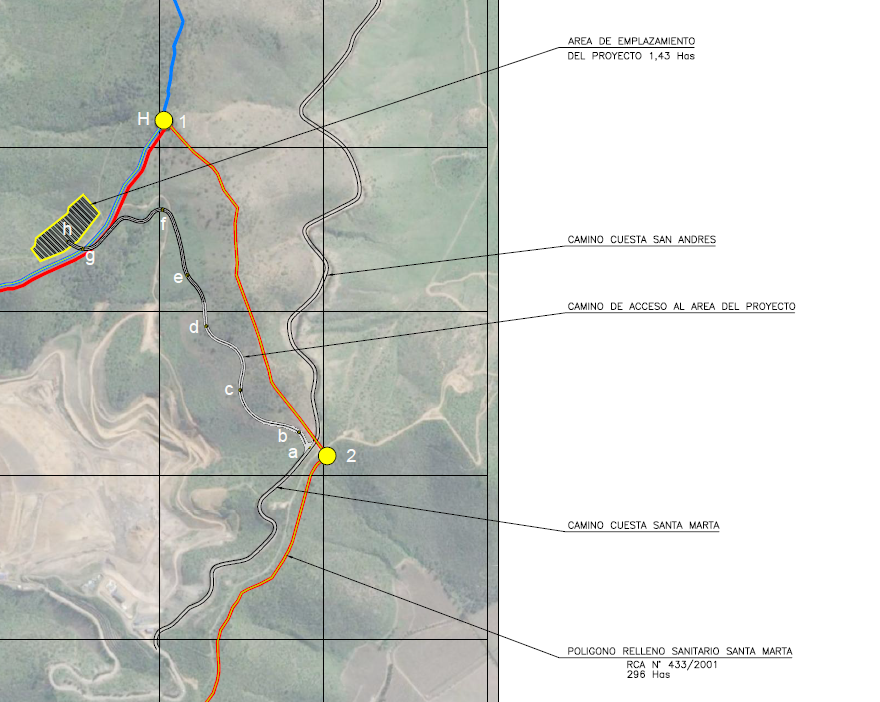 AREA DE EMPLAZAMIENTO
DEL PROYECTO 1,43 Has
H 1
h
f
g
CAMINO CUESTA SAN ANDRES
e
CAMINO DE ACCESO AL AREA DEL PROYECTO
d
c
b
a 2
CAMINO CUESTA SANTA MARTA
POLIGONO RELLENO SANITARIO SANTA MARTA
RCA N° 433/2001
296 Has